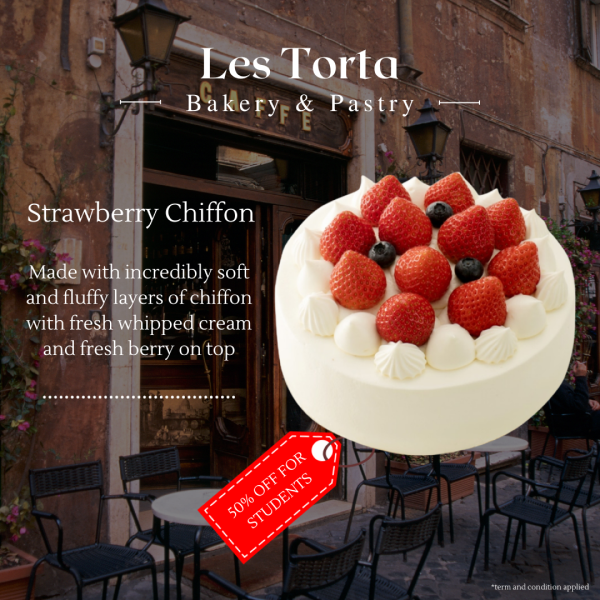 Les Torta
CAFFÈ
Bakery & Pastry
Strawberry Chiffon
Made with incredibly soft
and fluffy layers of chiffon
with fresh whipped cream
and fresh berry on top
50% OFF FOR
STUDENTS
*term and condition applied